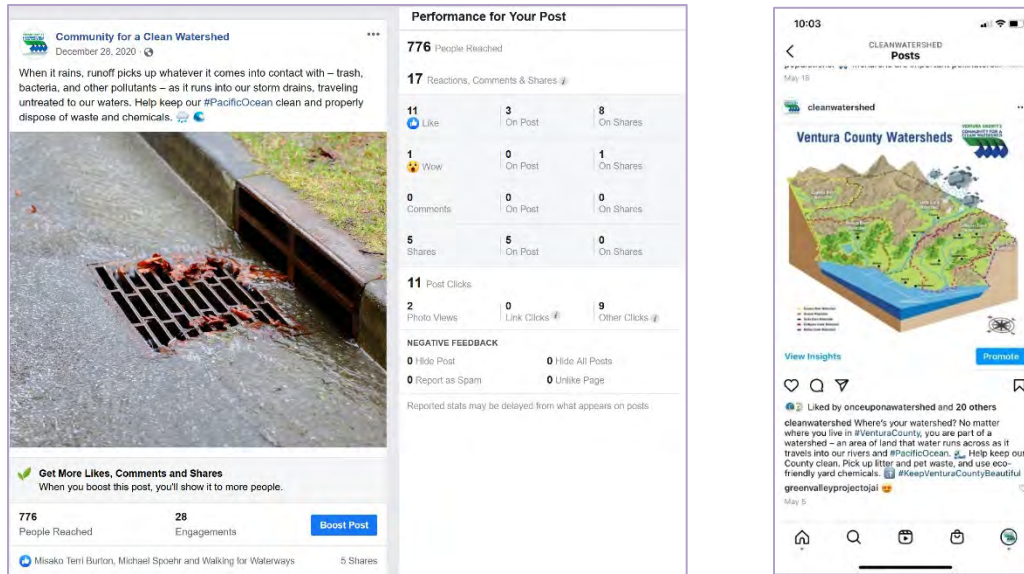 Community for a Clean Watershed
December 28, 2020
When it rains, runoff picks up whatever it comes into contact with – trash,
bacteria, and other pollutants – as it runs into our storm drains, traveling
untreated to our waters. Help keep our #PacificOcean clean and properly
dispose of waste and chemicals.
Get More Likes, Comments and Shares
When you boost this post, you'll show it to more people.
776
People Reached
28
Engagements
Boost Post
Misako Terri Burton, Michael Spoehr and Walking for Waterways
5 Shares
Performance for Your Post
776 People Reached
17 Reactions, Comments & Shares
11 3 8
Like On Post On Shares
1 0 1
Wow On Post On Shares
0 0 0
Comments On Post On Shares
5 5 0
Shares On Post On Shares
11 Post Clicks
2 0 9
Photo Views Link Clicks Other Clicks
NEGATIVE FEEDBACK
0 Hide Post 0 Hide All Posts
0 Report as Spam 0 Unlike Page
Reported stats may be delayed from what appears on posts
10:03
CLEANWATERSHED
Posts
May 18
cleanwatershed
Ventura County Watersheds
View Insights
Promote
Liked by onceuponawatershed and 20 others
cleanwatershed Where's your watershed? No matter
where you live in #VenturaCounty, you are part of a
watershed – an area of land that water runs across as it
travels into our rivers and #PacificOcean. Help keep our
County clean. Pick up litter and pet waste, and use eco-
friendly yard chemicals. #KeepVenturaCountyBeautiful
greenvalleyprojectojai
May 5